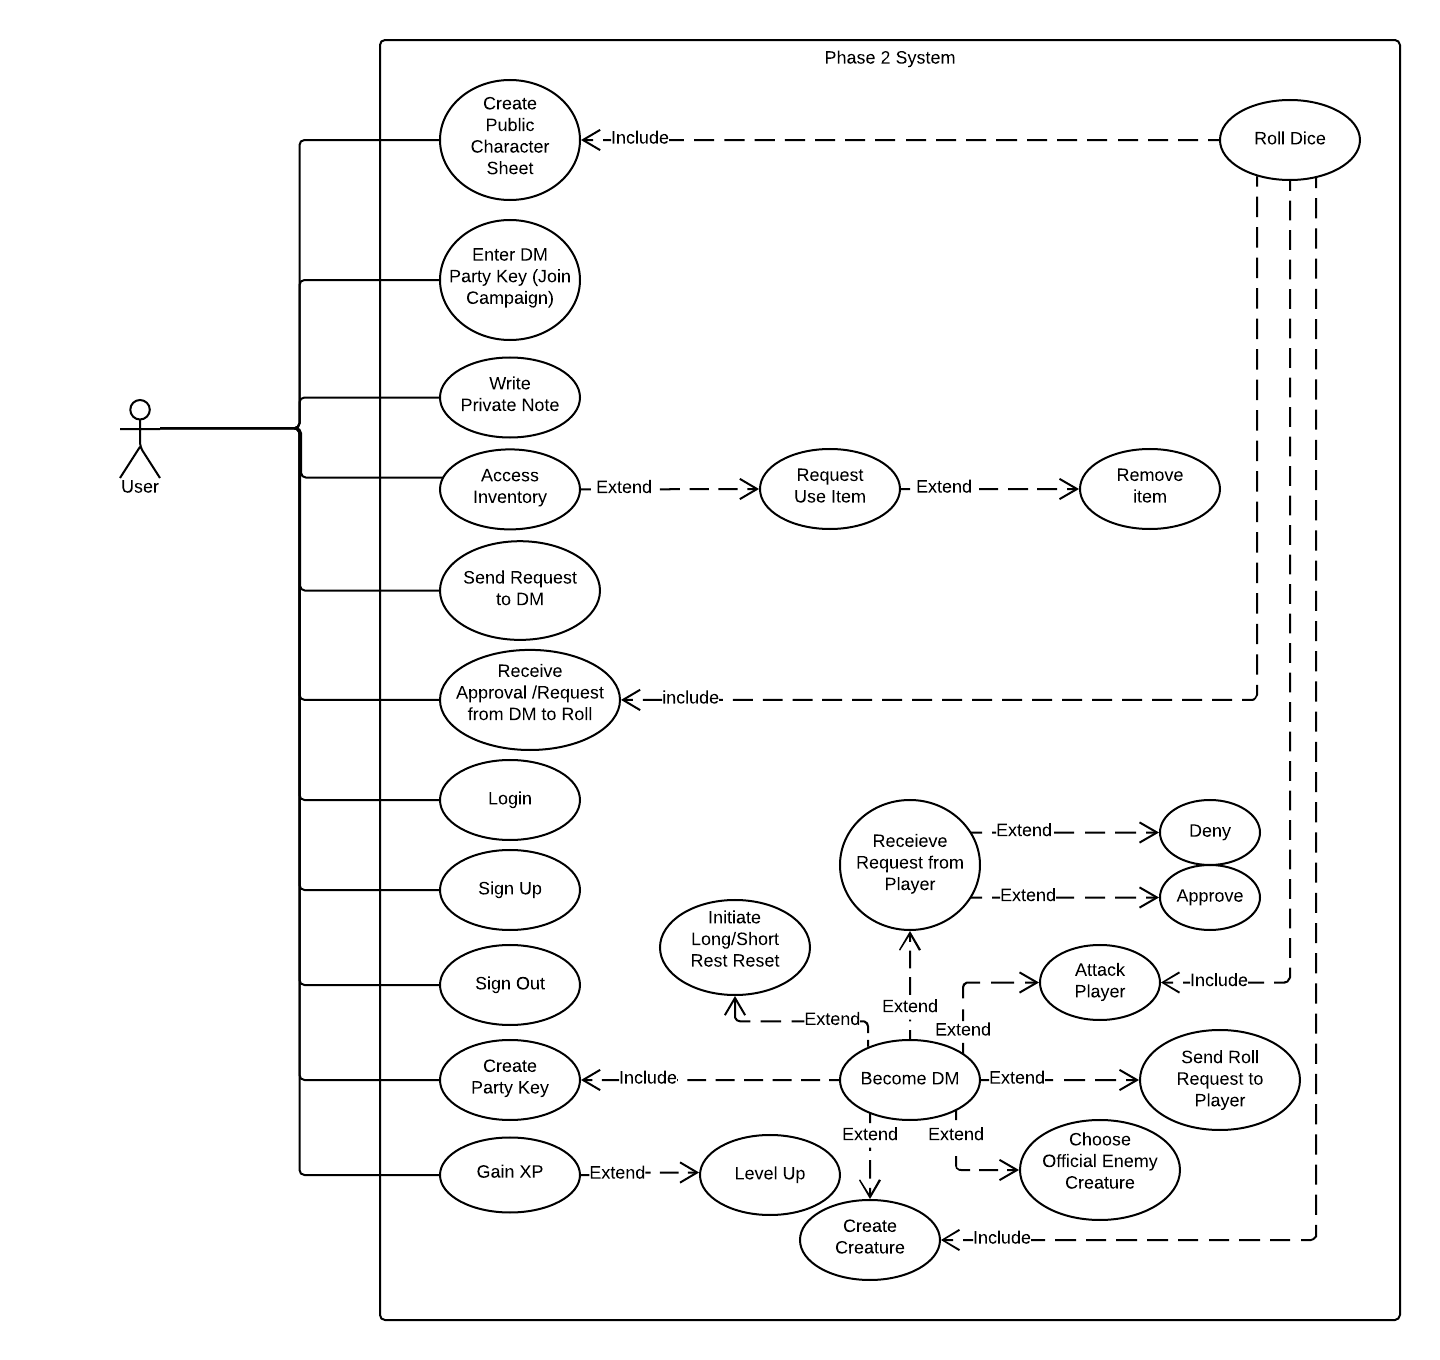 Phase 2 System
Create
Public
Character
Sheet
Include
Roll Dice
Enter DM
Party Key (Join
Campaign)
Write
Private Note
User
Access
Inventory
Extend
Request
Use Item
Extend
Remove
item
Send Request
to DM
Receive
Approval /Request
from DM to Roll
include
Login
Receieve
Request from
Player
Extend
Deny
Extend
Approve
Sign Up
Initiate
Long/Short
Rest Reset
Sign Out
Attack
Player
Include
Extend
Extend
Extend
Create
Party Key
Include
Become DM
Extend
Send Roll
Request to
Player
Extend
Extend
Choose
Official Enemy
Creature
Gain XP
Extend
Level Up
Create
Creature
Include